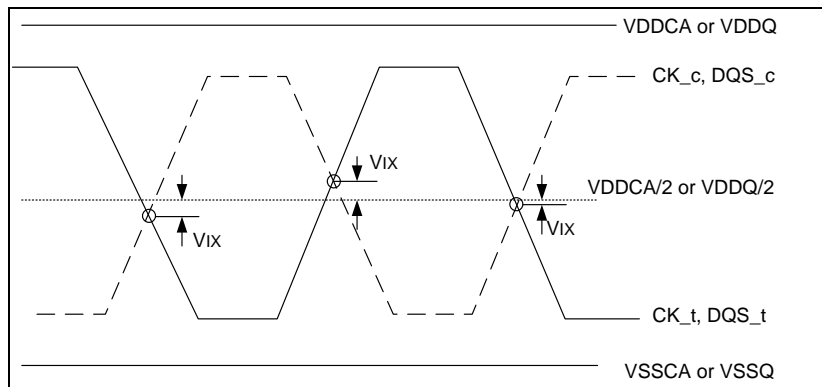 VDDCA or VDDQ
CK_c, DQS_c
VIX
VDDCA/2 or VDDQ/2
VIX
VIX
CK_t, DQS_t
VSSCA or VSSQ